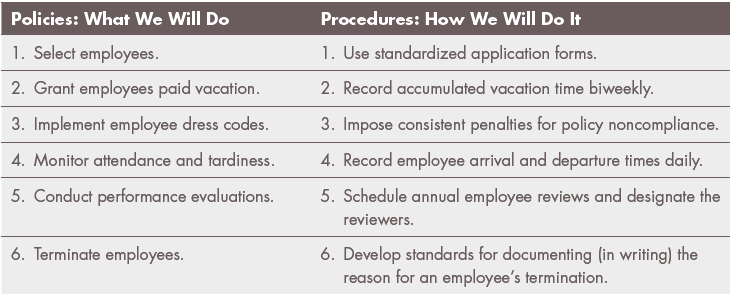 Policies: What We Will Do Procedures: How We Will Do It
1. Select employees. 1. Use standardized application forms.
2. Grant employees paid vacation. 2. Record accumulated vacation time biweekly.
3. Implement employee dress codes. 3. Impose consistent penalties for policy noncompliance.
4. Monitor attendance and tardiness. 4. Record employee arrival and departure times daily.
5. Conduct performance evaluations. 5. Schedule annual employee reviews and designate the
reviewers.
6. Terminate employees. 6. Develop standards for documenting (in writing) the
reason for an employee's termination.